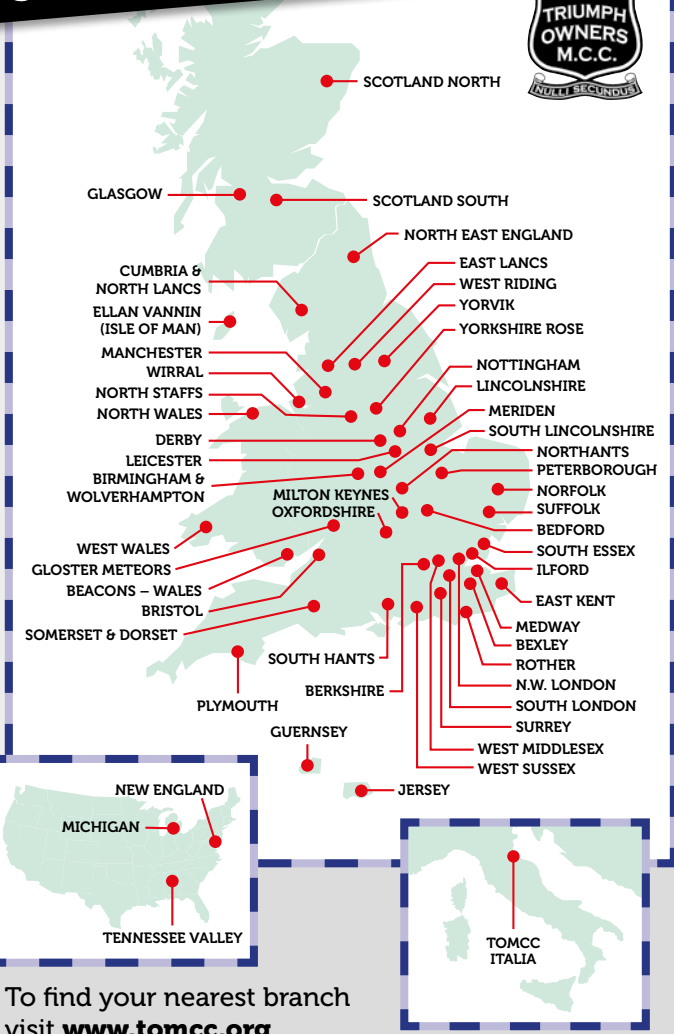 TRIUMPH
OWNERS
M.C.C.
NULLI SECUNDUS
SCOTLAND NORTH
GLASGOW
SCOTLAND SOUTH
NORTH EAST ENGLAND
CUMBRIA &
NORTH LANCS
ELLAN VANNIN
(ISLE OF MAN)
MANCHESTER
WIRRAL
NORTH STAFFS
NORTH WALES
DERBY
LEICESTER
BIRMINGHAM &
WOLVERHAMPTON
EAST LANCS
WEST RIDING
YORVIK
YORKSHIRE ROSE
NOTTINGHAM
LINCOLNSHIRE
MERIDEN
SOUTH LINCOLNSHIRE
NORTHANTS
PETERBOROUGH
NORFOLK
SUFFOLK
BEDFORD
MILTON KEYNES
OXFORDSHIRE
WEST WALES
GLOSTER METEORS
BEACONS – WALES
BRISTOL
SOMERSET & DORSET
SOUTH ESSEX
ILFORD
EAST KENT
MEDWAY
BEXLEY
ROTHER
N.W. LONDON
SOUTH LONDON
SURREY
WEST MIDDLESEX
WEST SUSSEX
SOUTH HANTS
BERKSHIRE
PLYMOUTH
GUERNSEY
JERSEY
NEW ENGLAND
MICHIGAN
TENNESSEE VALLEY
TOMCC
ITALIA
To find your nearest branch
visit www.tomcc.org